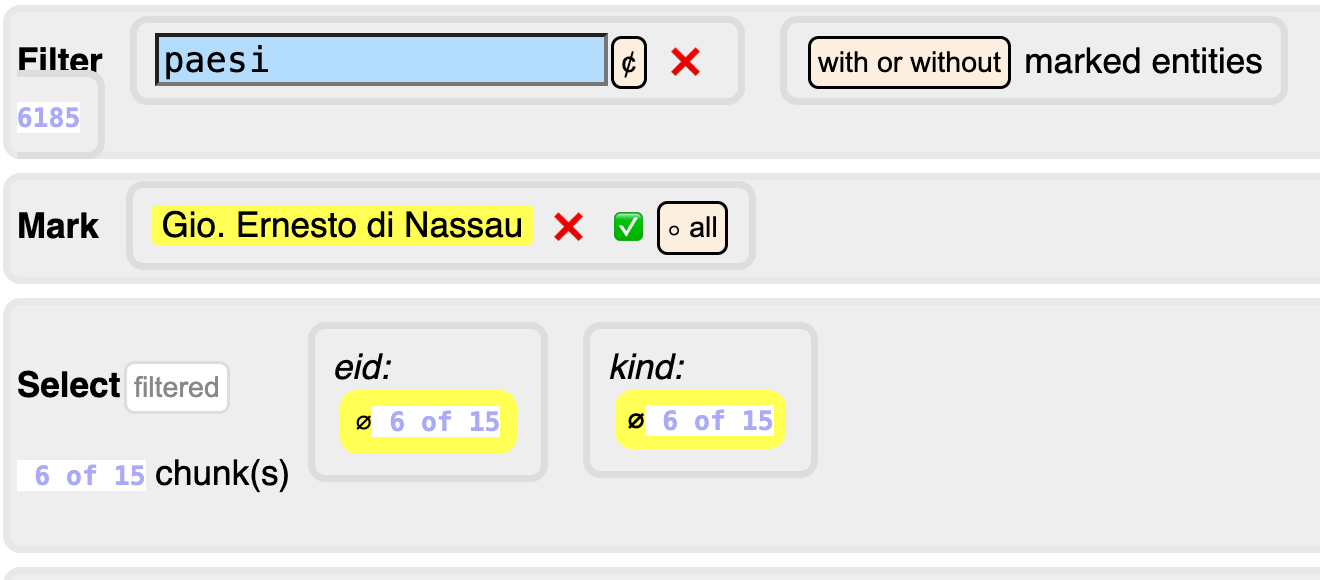 Filter paesi ¢ ❌ with or without marked entities
6185
Mark Gio. Ernesto di Nassau ❌ ✅ ∘ all
eid: kind:
Select filtered
∅ 6 of 15 ∅ 6 of 15
6 of 15 chunk(s)